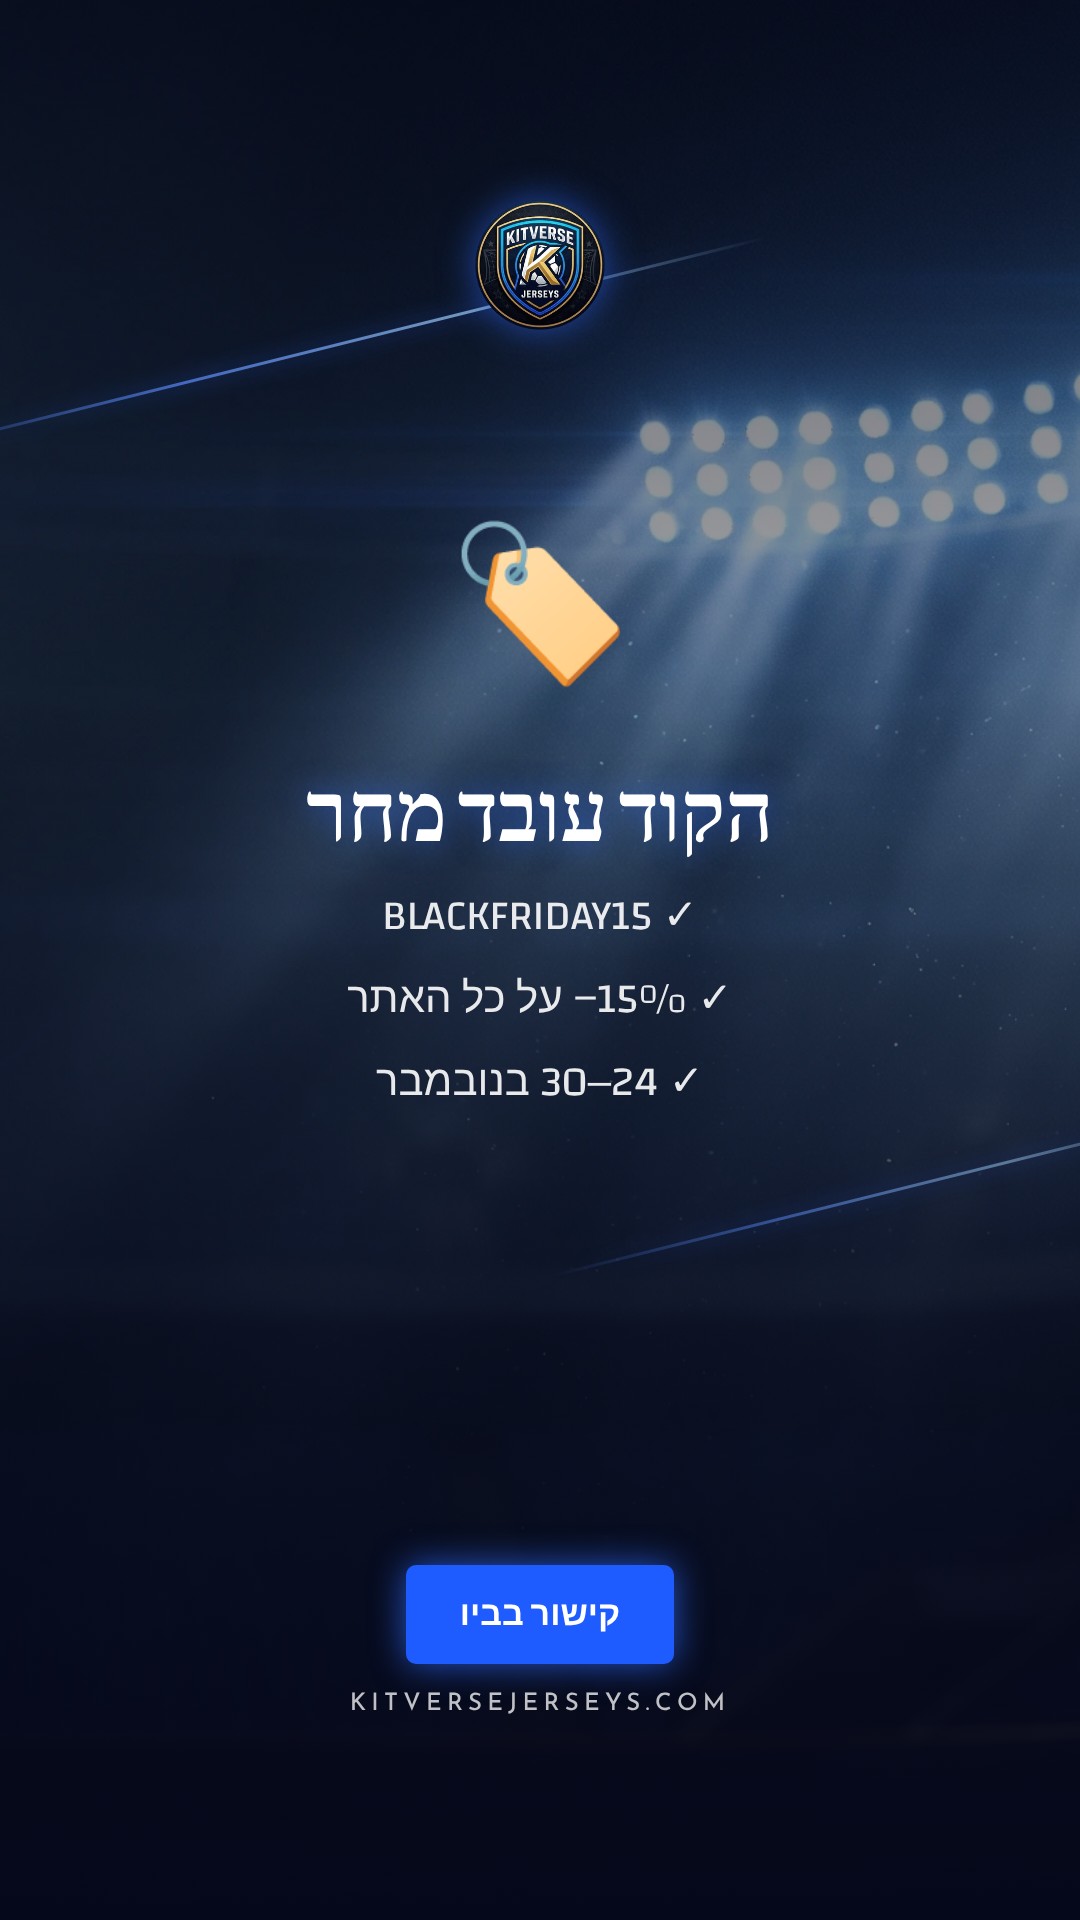 KITVERSE
K
JERSEYS
הקוד עובד מחר
✓ BLACKFRIDAY15
✓ ‎−15% על כל האתר
✓ 24–30 בנובמבר
קישור בביו
KITVERSEJERSEYS.COM